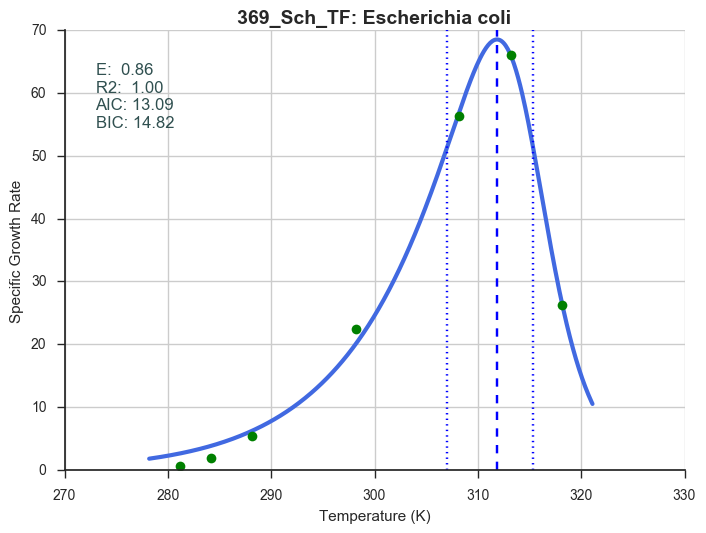 369_Sch_TF: Escherichia coli
E: 0.86
R2: 1.00
AIC: 13.09
BIC: 14.82
Specific Growth Rate
70
60
50
40
30
20
10
0
270 280 290 300 310 320 330
Temperature (K)